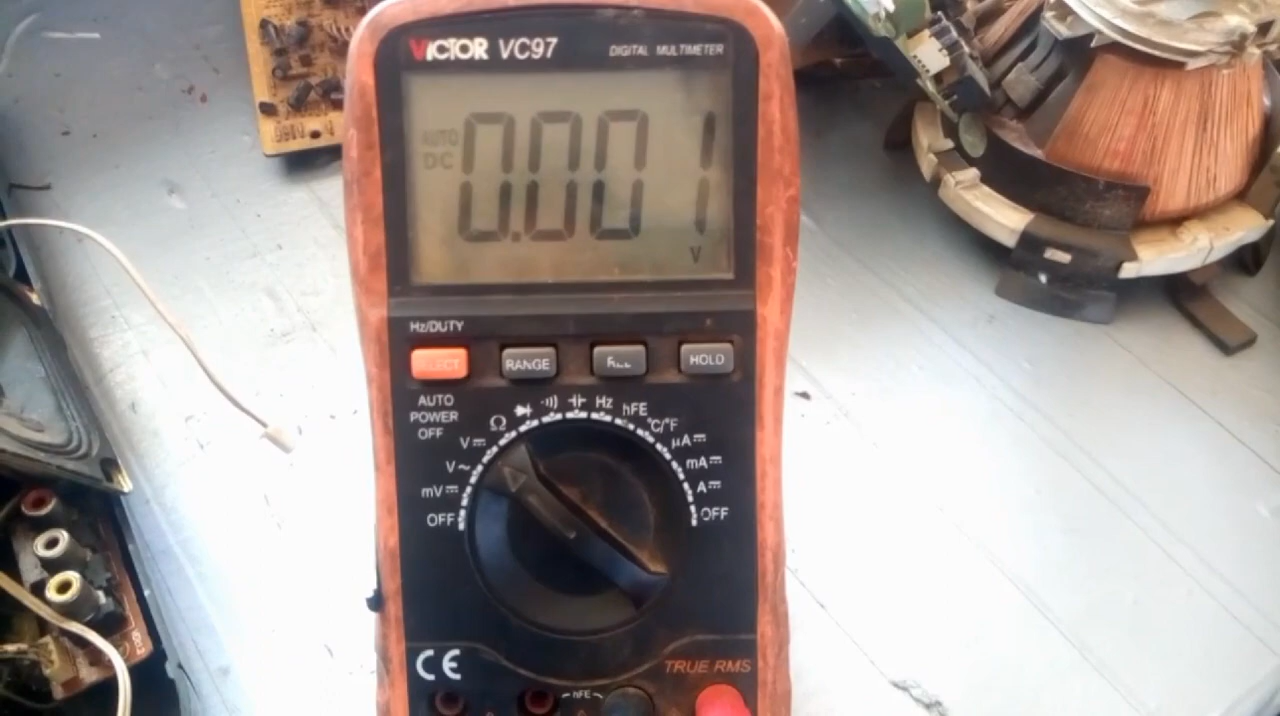 VICTOR VC97 DIGITAL MULTIMETER
AUTO
DC
0.001
V
Hz/DUTY
RANGE
HOLD
AUTO
POWER
OFF
Ω
Hz
hFE
°C/°F
V⎓
V~
mV⎓
OFF
µA⎓
mA⎓
A⎓
OFF
CE
TRUE RMS
hFE